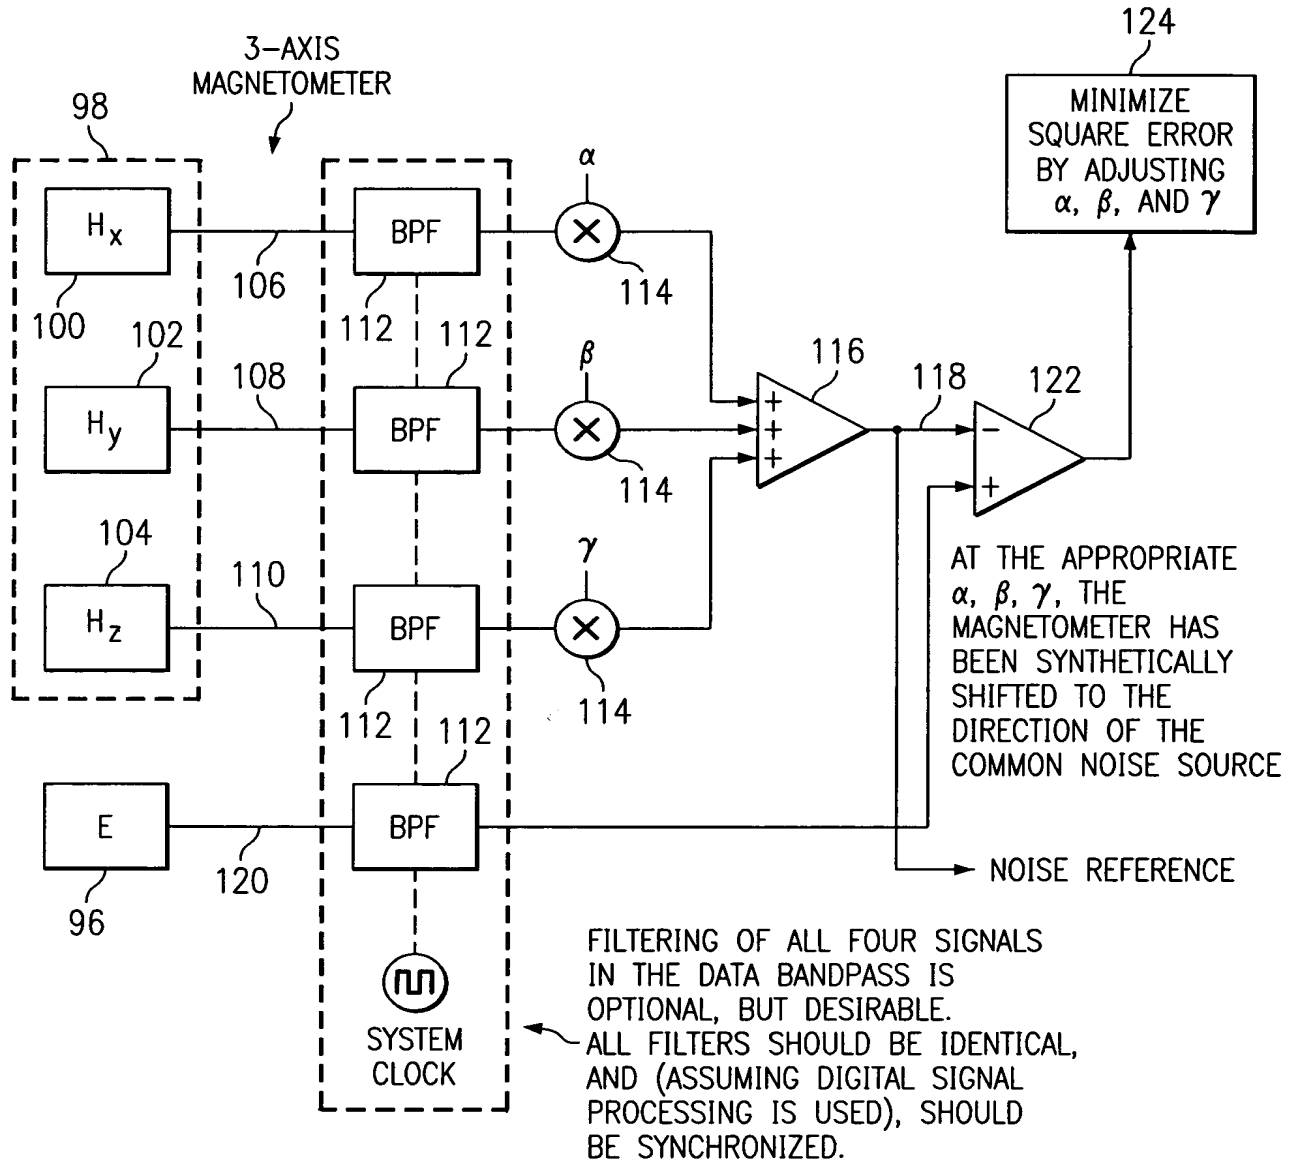 124
3-AXIS
MAGNETOMETER
MINIMIZE
SQUARE ERROR
BY ADJUSTING
α, β, AND γ
98
α
Hx
BPF
106
114
100
112
102
112
β
116
108
118
122
Hy
BPF
+
+
+
−
+
114
104
110
γ
Hz
BPF
AT THE APPROPRIATE
α, β, γ, THE
MAGNETOMETER HAS
BEEN SYNTHETICALLY
SHIFTED TO THE
DIRECTION OF THE
COMMON NOISE SOURCE
112
114
112
E
BPF
120
96
NOISE REFERENCE
SYSTEM
CLOCK
FILTERING OF ALL FOUR SIGNALS
IN THE DATA BANDPASS IS
OPTIONAL, BUT DESIRABLE.
ALL FILTERS SHOULD BE IDENTICAL,
AND (ASSUMING DIGITAL SIGNAL
PROCESSING IS USED), SHOULD
BE SYNCHRONIZED.